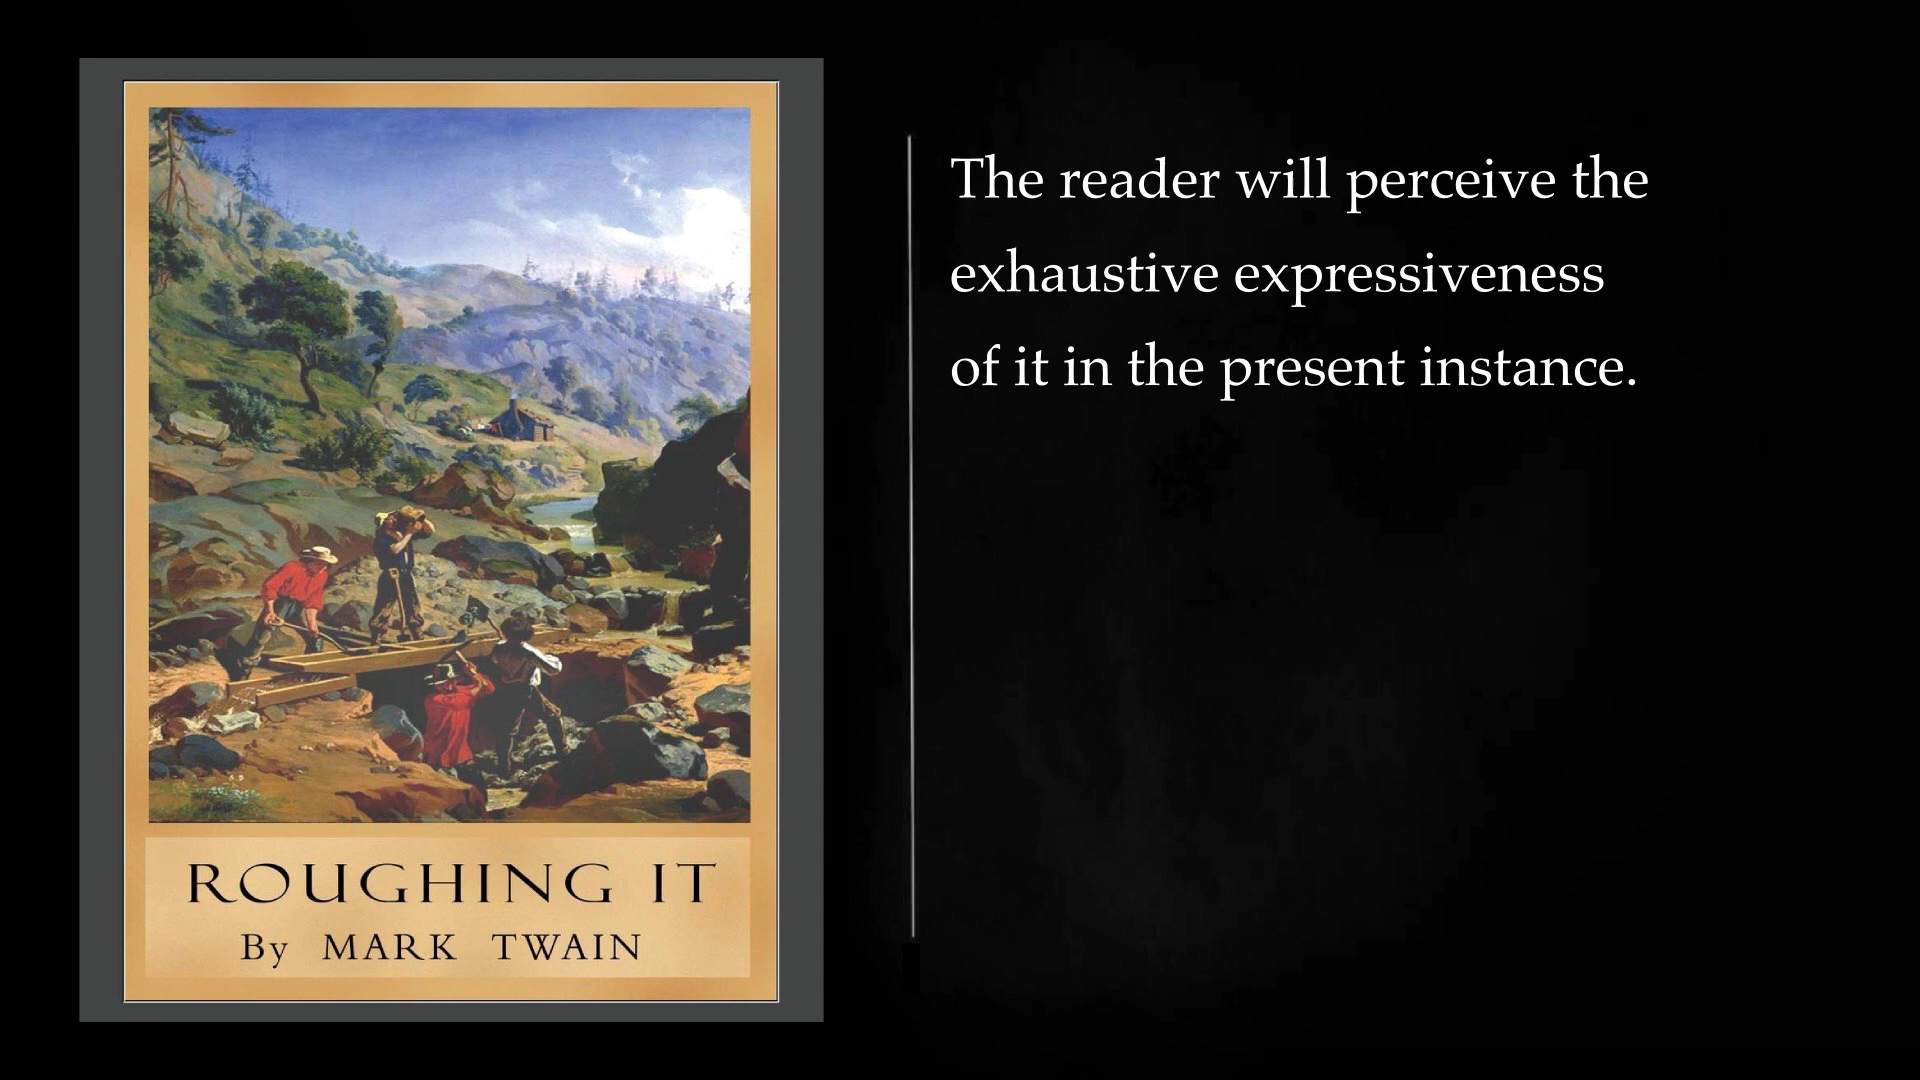 The reader will perceive the
exhaustive expressiveness
of it in the present instance.
ROUGHING IT
By MARK TWAIN